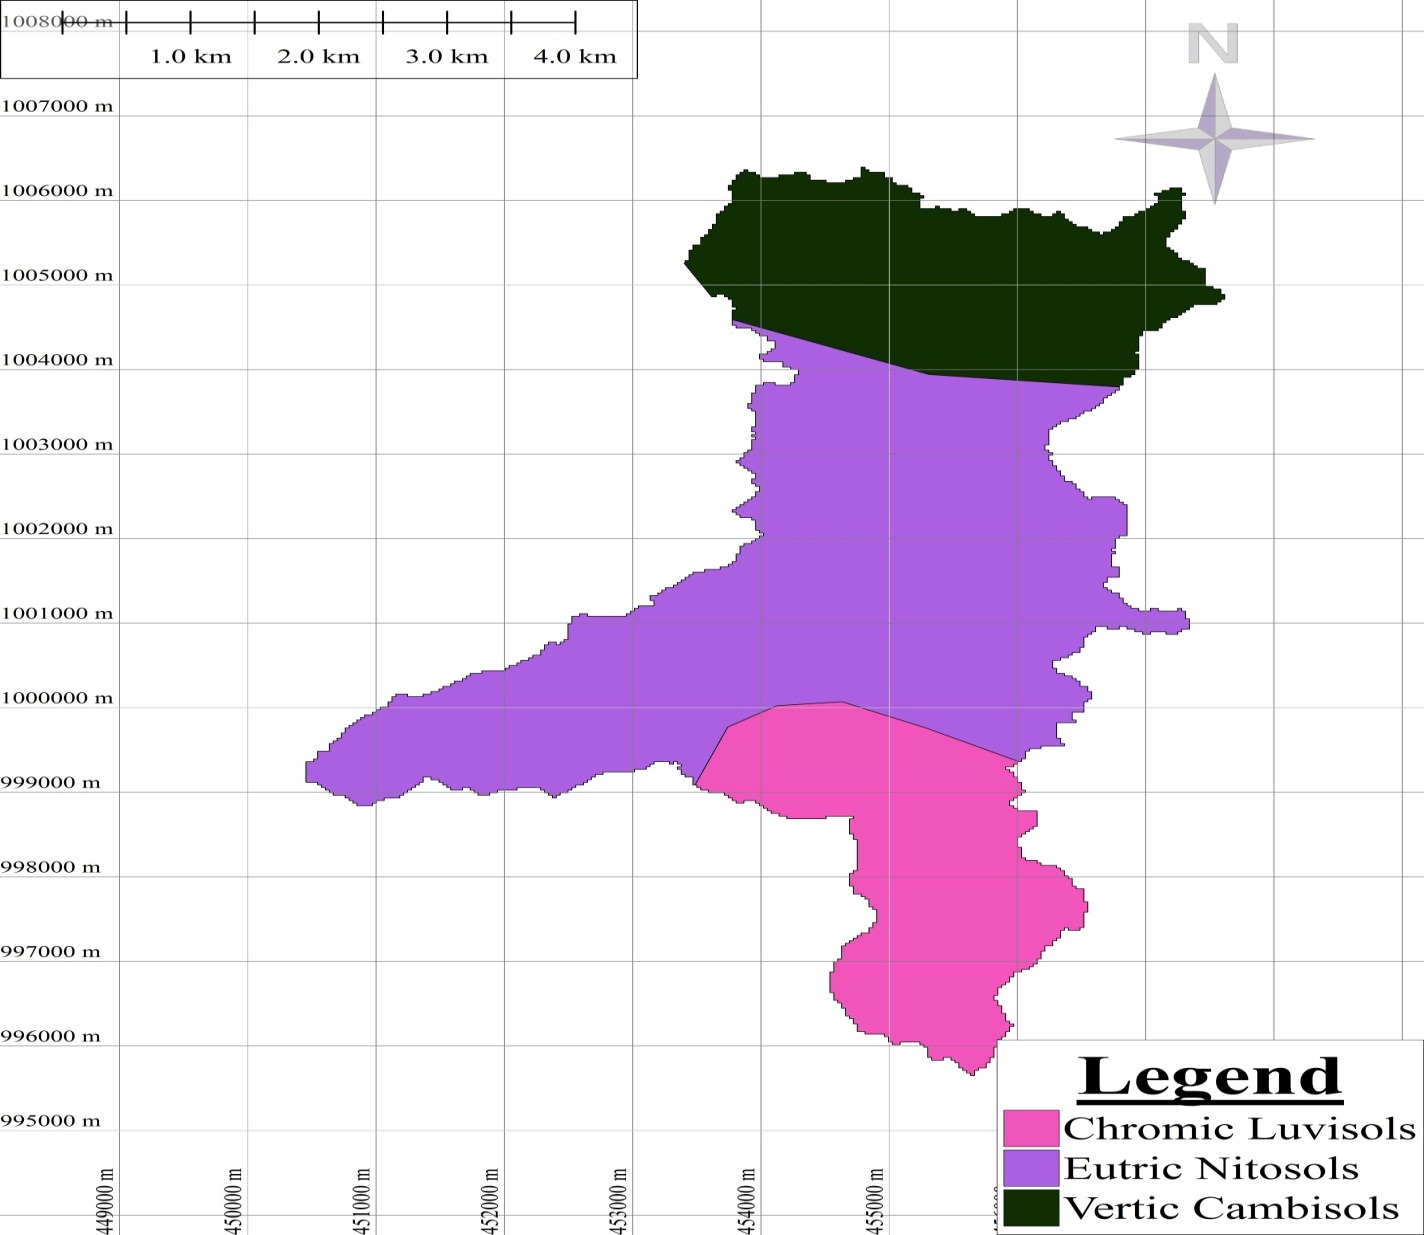 1008000 m
1.0 km 2.0 km 3.0 km 4.0 km
N
1007000 m
1006000 m
1005000 m
1004000 m
1003000 m
1002000 m
1001000 m
1000000 m
999000 m
998000 m
997000 m
996000 m
995000 m
449000 m
450000 m
451000 m
452000 m
453000 m
454000 m
455000 m
Legend
Chromic Luvisols
Eutric Nitosols
Vertic Cambisols